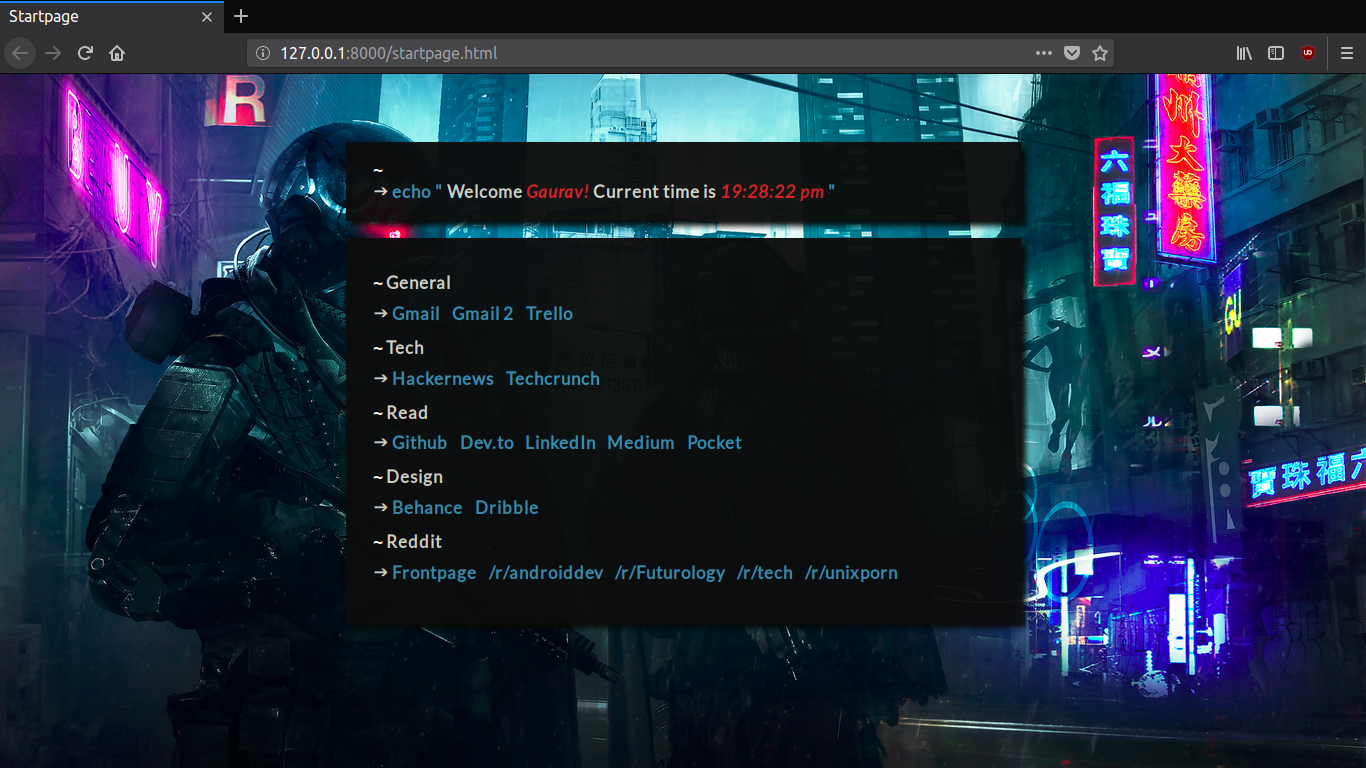 Startpage
127.0.0.1:8000/startpage.html
R
BUY
~
→ echo " Welcome Gaurav! Current time is 19:28:22 pm "
~ General
→ Gmail Gmail 2 Trello
~ Tech
→ Hackernews Techcrunch
~ Read
→ Github Dev.to LinkedIn Medium Pocket
~ Design
→ Behance Dribble
~ Reddit
→ Frontpage /r/androiddev /r/Futurology /r/tech /r/unixporn
州大藥房
六福珠寶
寶珠福六